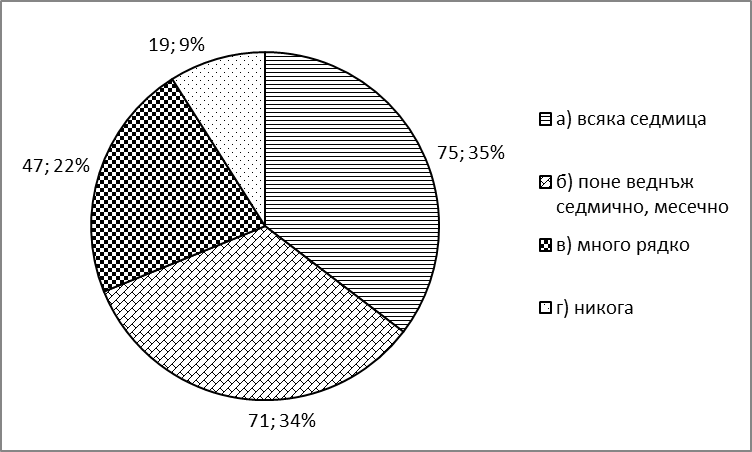 19; 9%
75; 35%
47; 22%
71; 34%
а) всяка седмица
б) поне веднъж
седмично, месечно
в) много рядко
г) никога